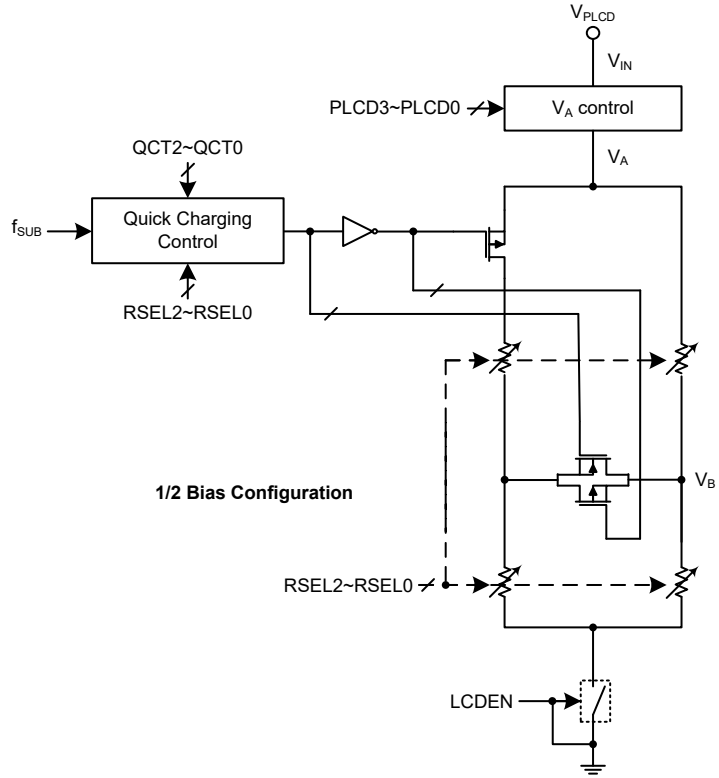 VPLCD
VIN
PLCD3~PLCD0
VA control
VA
QCT2~QCT0
fSUB
Quick Charging
Control
RSEL2~RSEL0
1/2 Bias Configuration
VB
RSEL2~RSEL0
LCDEN